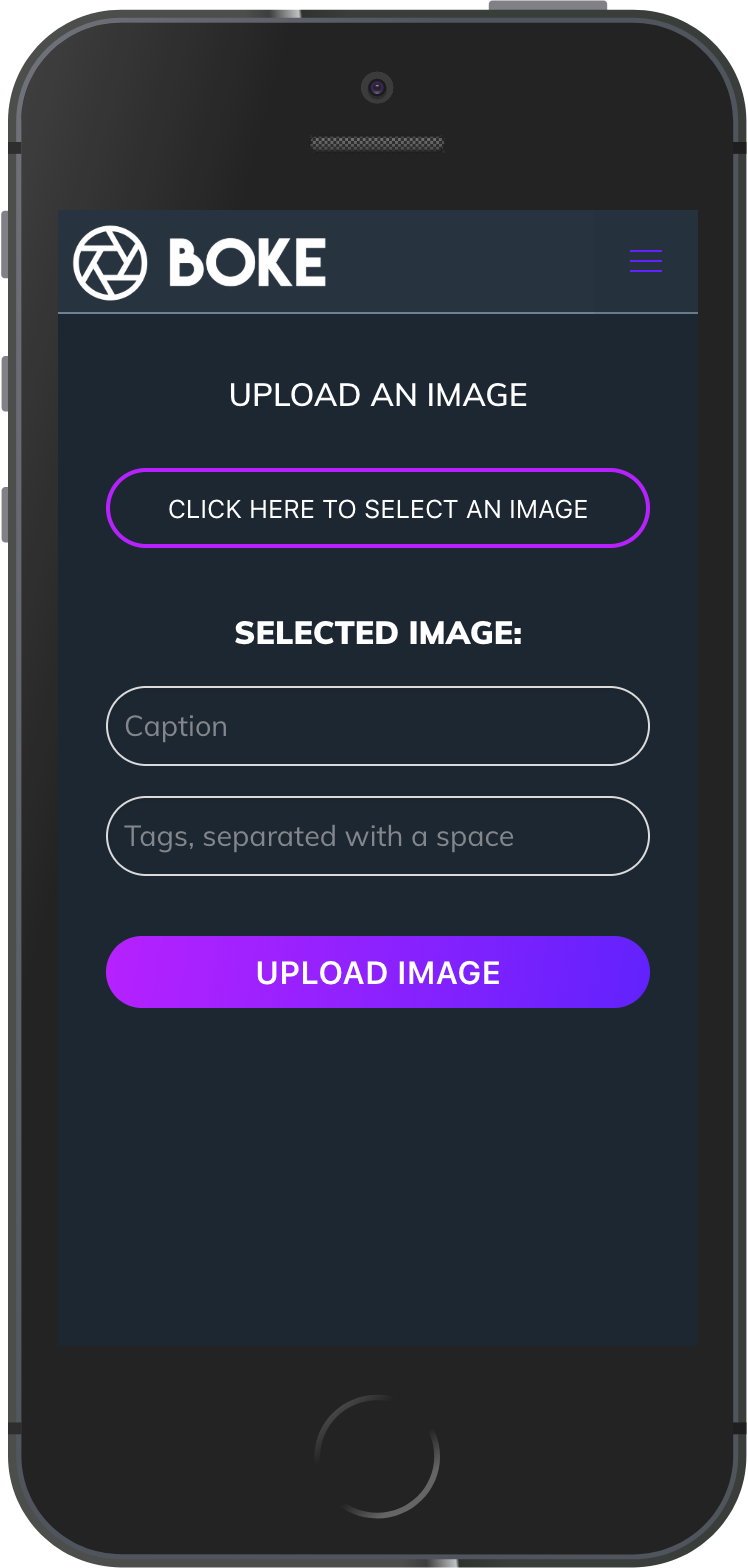 BOKE
UPLOAD AN IMAGE
CLICK HERE TO SELECT AN IMAGE
SELECTED IMAGE:
Caption
Tags, separated with a space
UPLOAD IMAGE